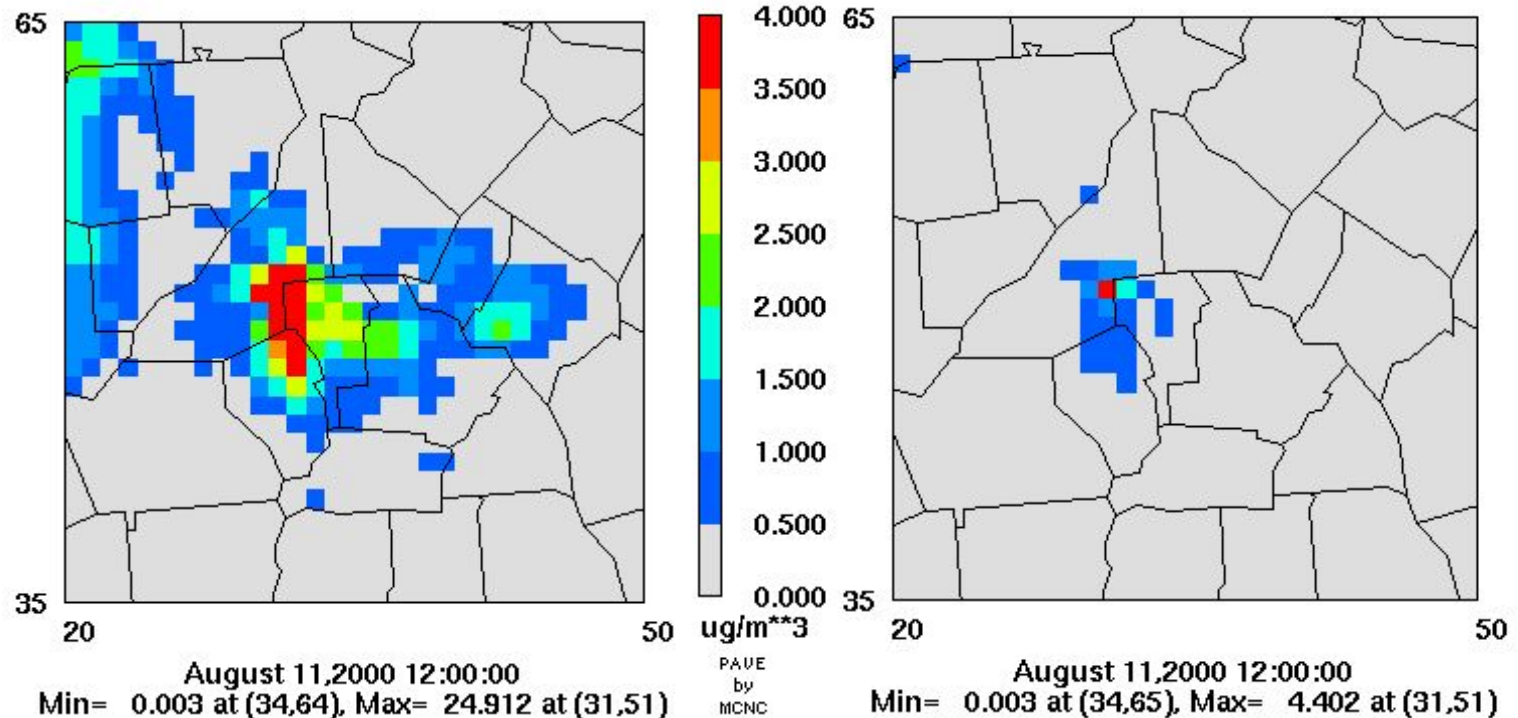 65
35
20
50
August 11,2000 12:00:00
Min= 0.003 at (34,64), Max= 24.912 at (31,51)
4.000
3.500
3.000
2.500
2.000
1.500
1.000
0.500
0.000
ug/m**3
PAVE
by
MCNC
65
35
20
50
August 11,2000 12:00:00
Min= 0.003 at (34,65), Max= 4.402 at (31,51)